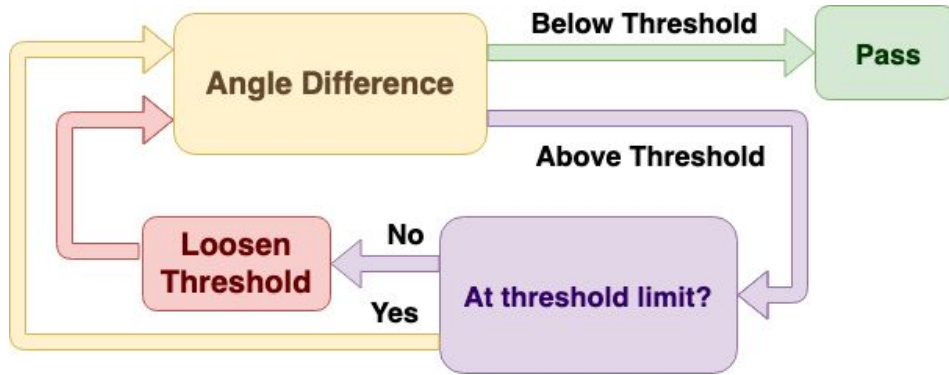 Below Threshold
Pass
Angle Difference
Above Threshold
Loosen
Threshold
No
At threshold limit?
Yes